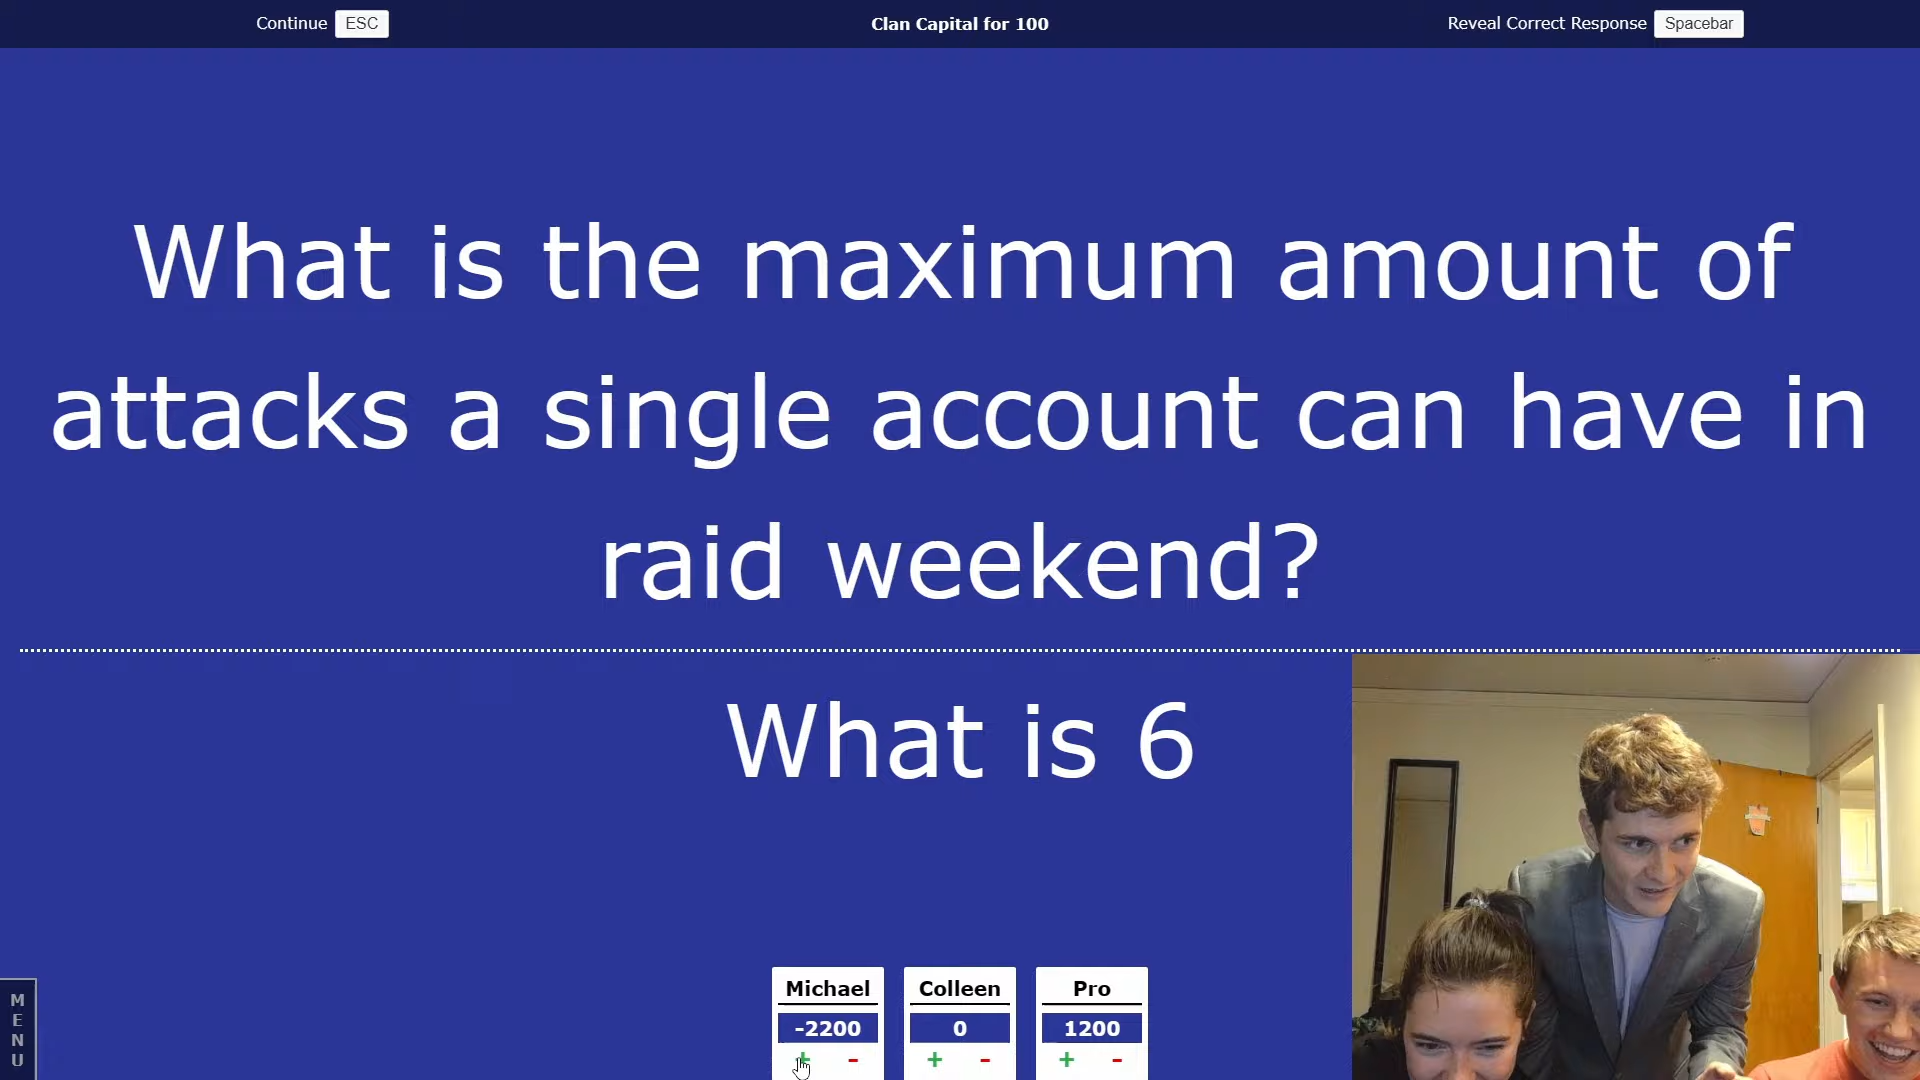 Continue ESC
Clan Capital for 100
Reveal Correct Response Spacebar
What is the maximum amount of
attacks a single account can have in
raid weekend?
What is 6
Michael Colleen Pro
-2200 0 1200
+ - + - + -
MENU